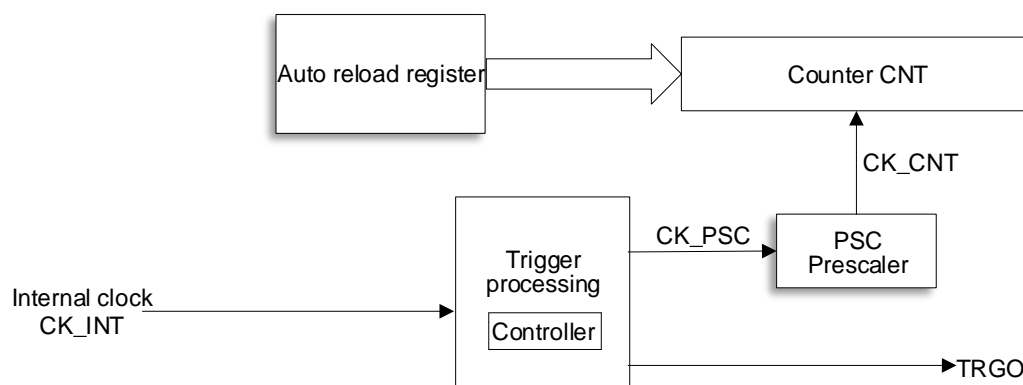 Auto reload register
Counter CNT
CK_CNT
CK_PSC
PSC
Prescaler
Trigger
processing
Controller
Internal clock
CK_INT
TRGO